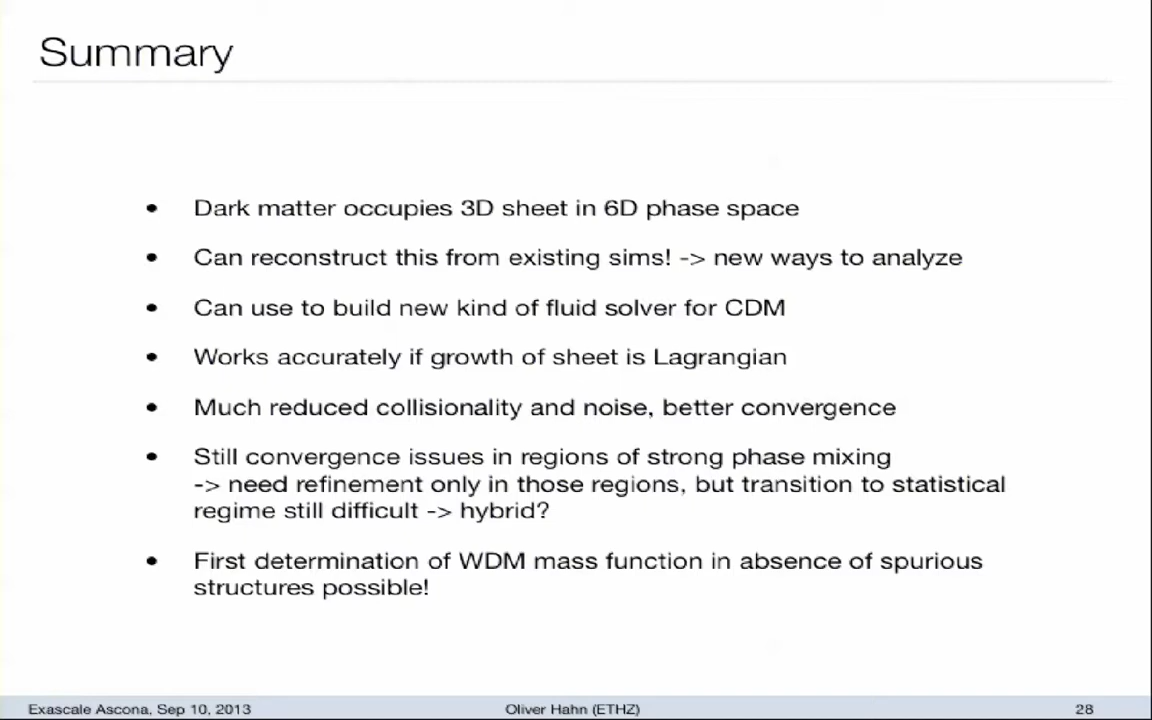 Summary
• Dark matter occupies 3D sheet in 6D phase space
• Can reconstruct this from existing sims! -> new ways to analyze
• Can use to build new kind of fluid solver for CDM
• Works accurately if growth of sheet is Lagrangian
• Much reduced collisionality and noise, better convergence
• Still convergence issues in regions of strong phase mixing
-> need refinement only in those regions, but transition to statistical
regime still difficult -> hybrid?
• First determination of WDM mass function in absence of spurious
structures possible!
Exascale Ascona, Sep 10, 2013 Oliver Hahn (ETHZ) 28